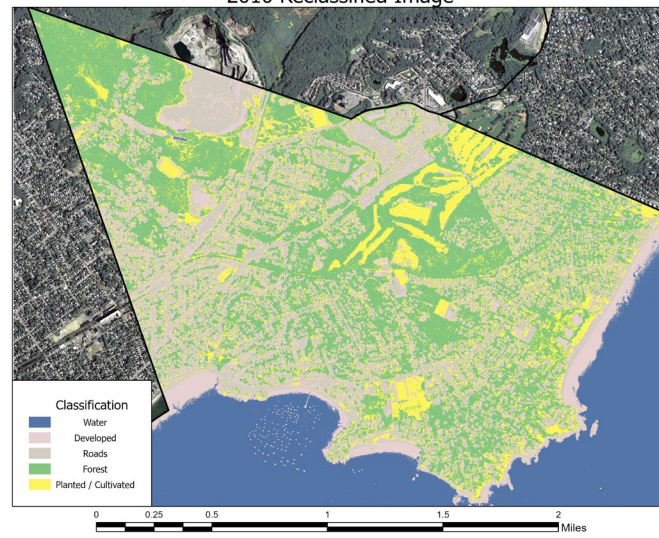 2010 Reclassified Image
Classification
Water
Developed
Roads
Forest
Planted / Cultivated
0 0.25 0.5 1 1.5 2
Miles